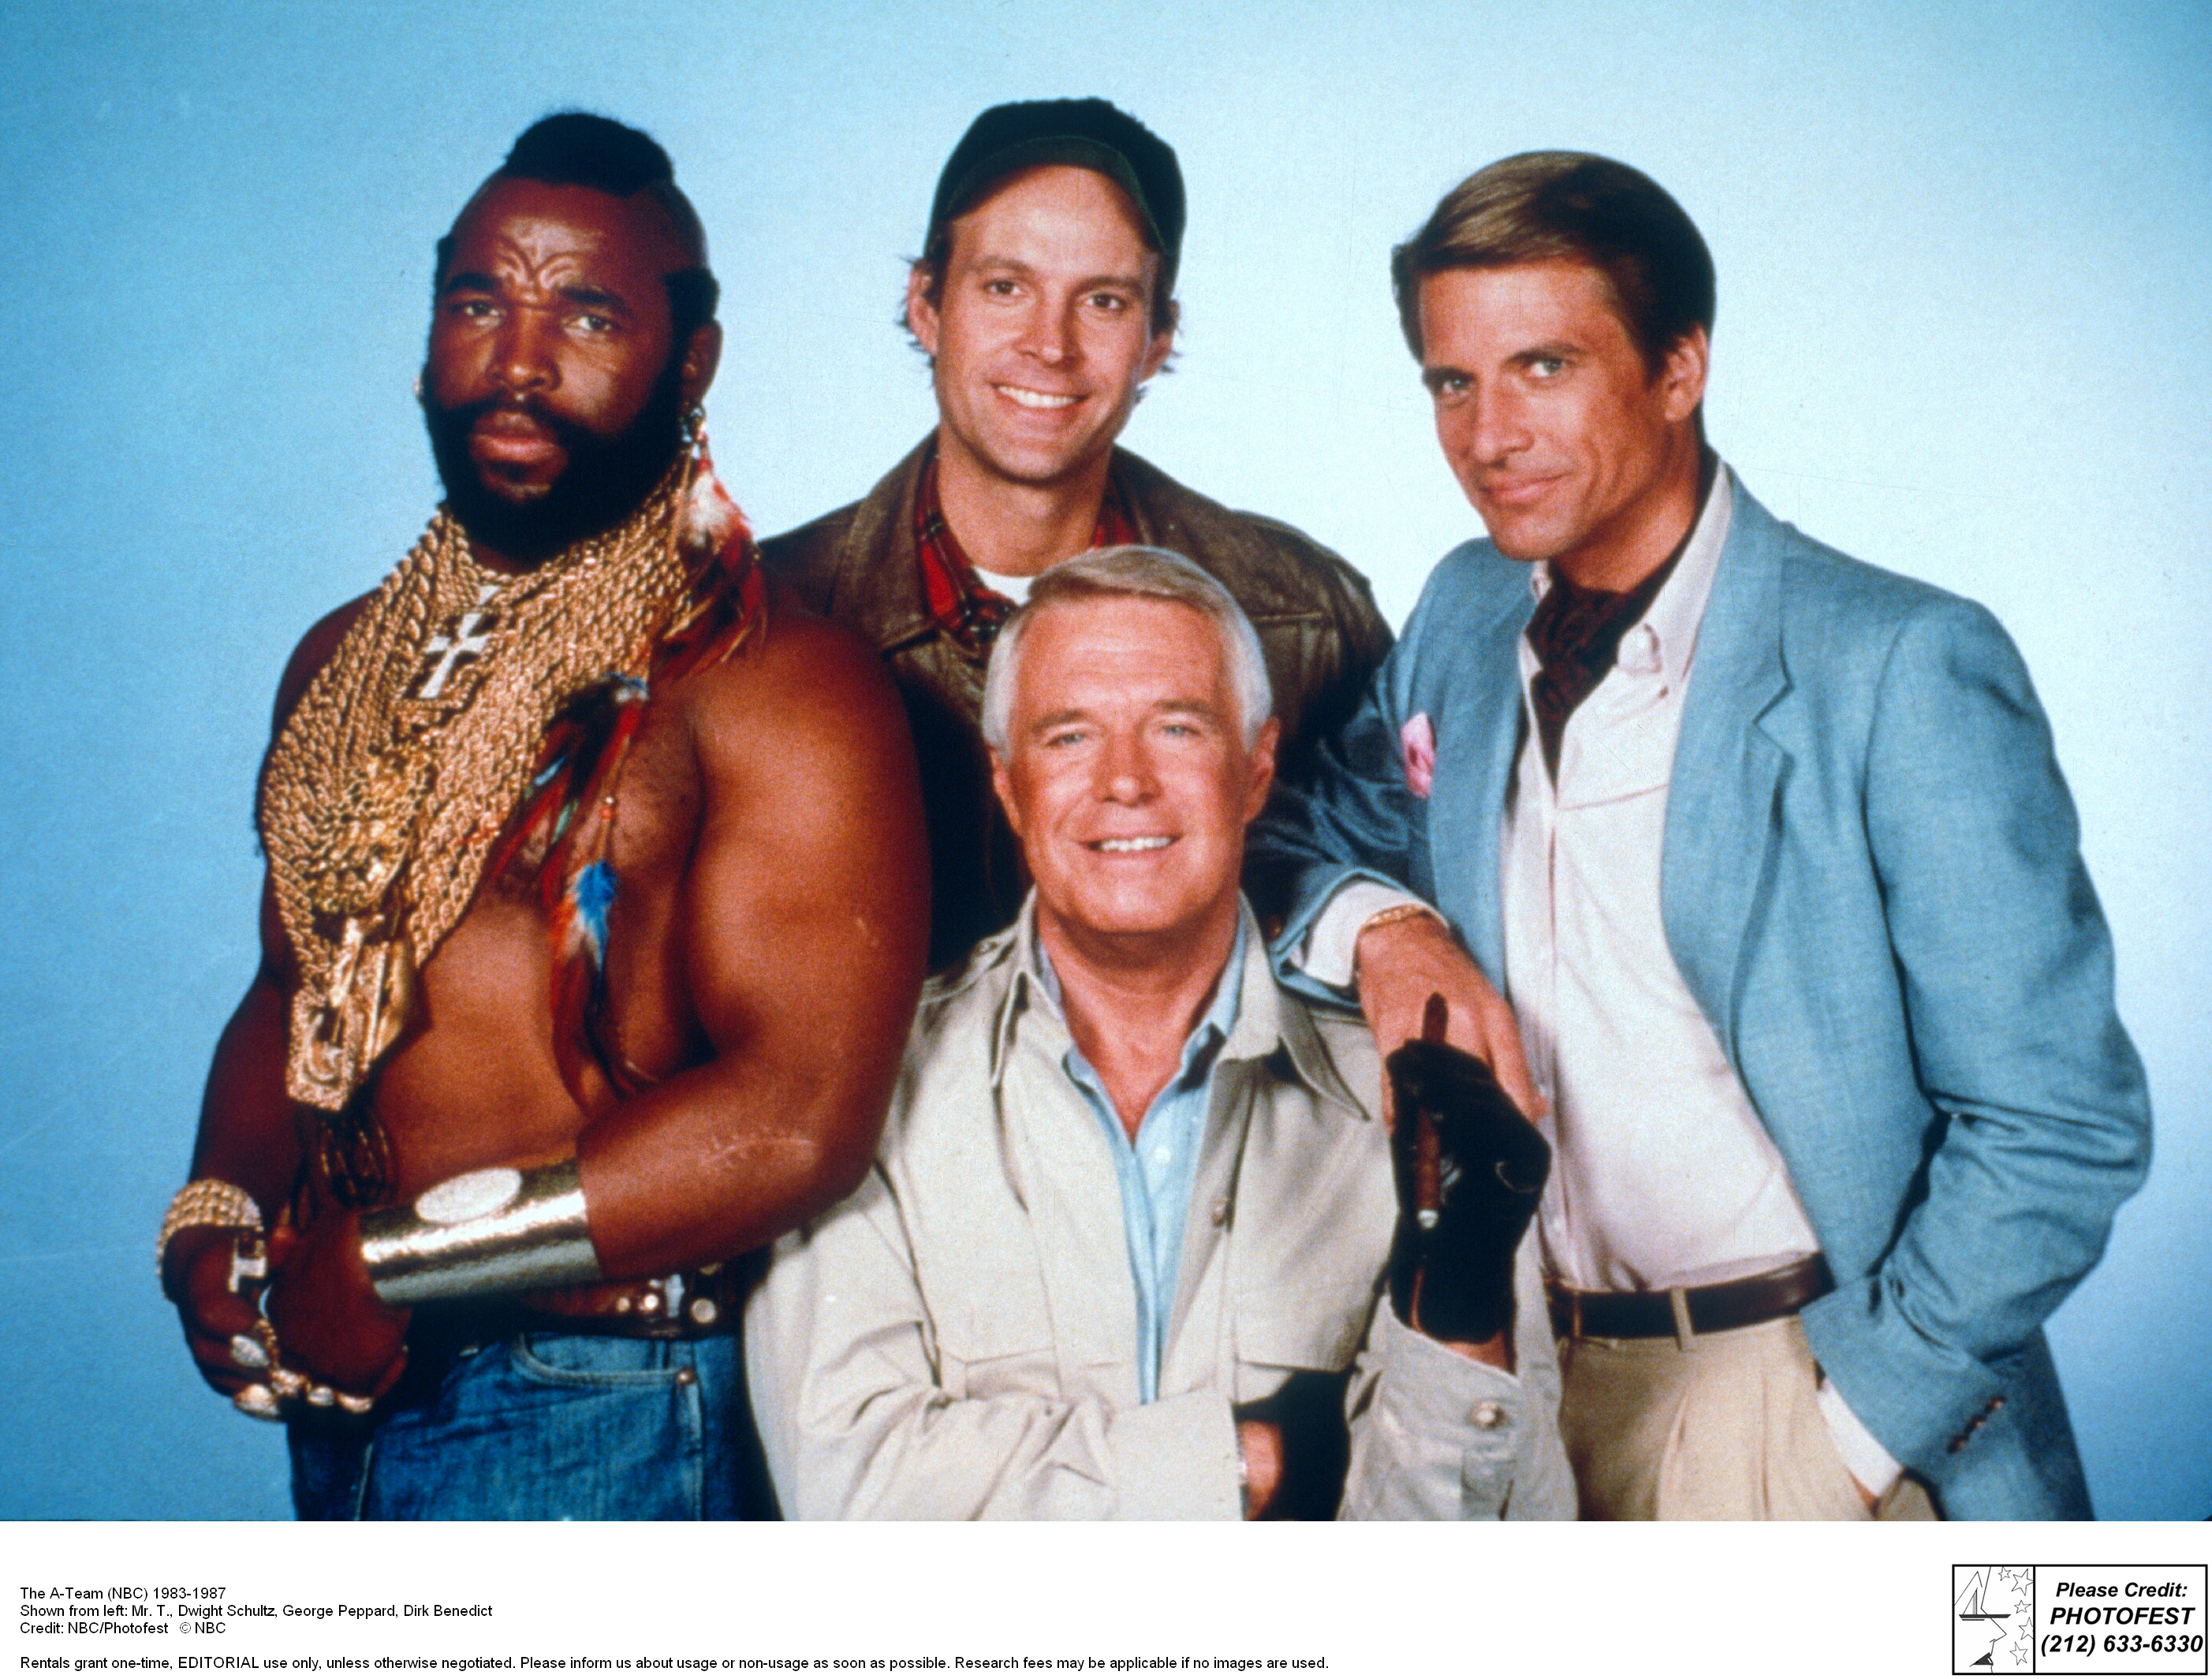 The A-Team (NBC) 1983-1987
Shown from left: Mr. T., Dwight Schultz, George Peppard, Dirk Benedict
Credit: NBC/Photofest © NBC
Rentals grant one-time, EDITORIAL use only, unless otherwise negotiated. Please inform us about usage or non-usage as soon as possible. Research fees may be applicable if no images are used.
Please Credit:
PHOTOFEST
(212) 633-6330